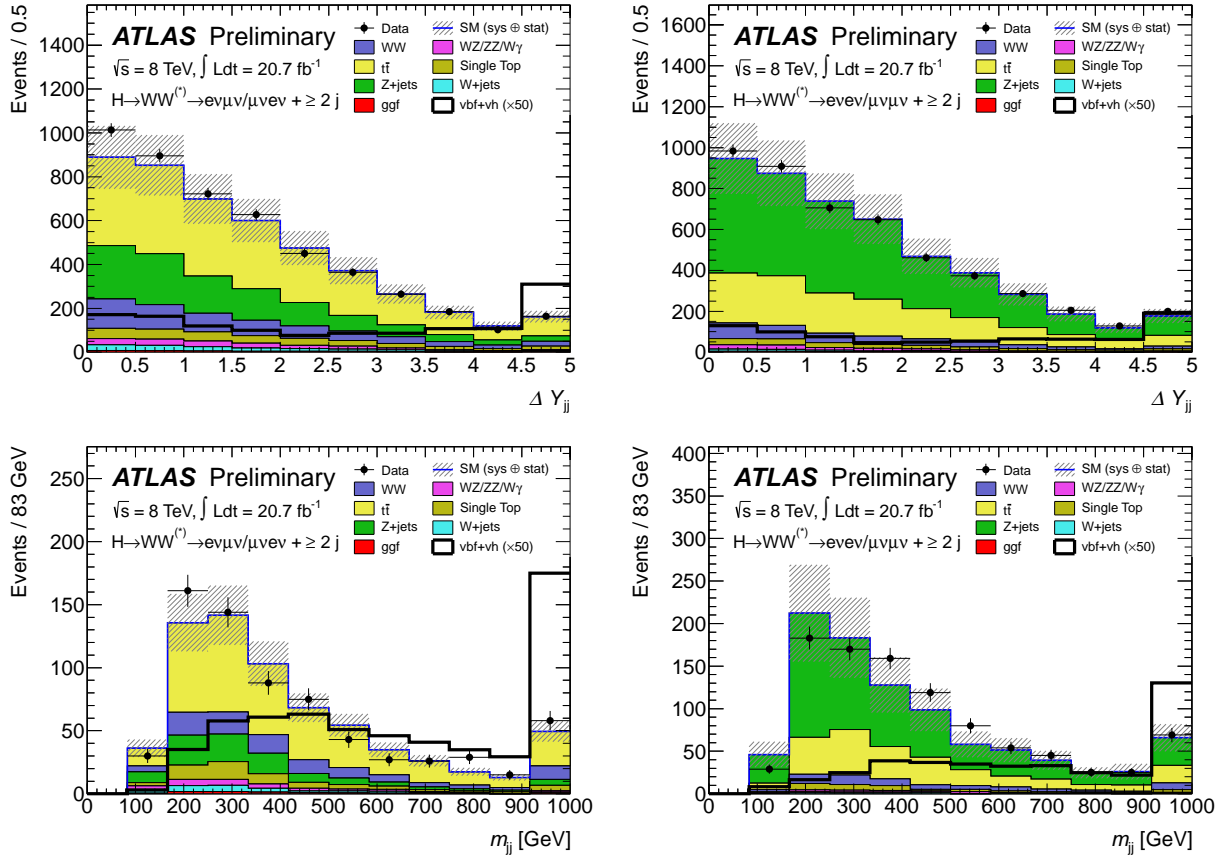 Events / 0.5
1400
1200
1000
800
600
400
200
0
ATLAS Preliminary
√s = 8 TeV, ∫ Ldt = 20.7 fb⁻¹
H→WW(*)→eνμν/μνeν + ≥ 2 j
Data
WW
tt̄
Z+jets
ggf
SM (sys ⊕ stat)
WZ/ZZ/Wγ
Single Top
W+jets
vbf+vh (×50)
0 0.5 1 1.5 2 2.5 3 3.5 4 4.5 5
Δ Yjj
Events / 0.5
1600
1400
1200
1000
800
600
400
200
0
ATLAS Preliminary
√s = 8 TeV, ∫ Ldt = 20.7 fb⁻¹
H→WW(*)→eνeν/μνμν + ≥ 2 j
Data
WW
tt̄
Z+jets
ggf
SM (sys ⊕ stat)
WZ/ZZ/Wγ
Single Top
W+jets
vbf+vh (×50)
0 0.5 1 1.5 2 2.5 3 3.5 4 4.5 5
Δ Yjj
Events / 83 GeV
250
200
150
100
50
0
ATLAS Preliminary
√s = 8 TeV, ∫ Ldt = 20.7 fb⁻¹
H→WW(*)→eνμν/μνeν + ≥ 2 j
Data
WW
tt̄
Z+jets
ggf
SM (sys ⊕ stat)
WZ/ZZ/Wγ
Single Top
W+jets
vbf+vh (×50)
0 100 200 300 400 500 600 700 800 900 1000
mjj [GeV]
Events / 83 GeV
400
350
300
250
200
150
100
50
0
ATLAS Preliminary
√s = 8 TeV, ∫ Ldt = 20.7 fb⁻¹
H→WW(*)→eνeν/μνμν + ≥ 2 j
Data
WW
tt̄
Z+jets
ggf
SM (sys ⊕ stat)
WZ/ZZ/Wγ
Single Top
W+jets
vbf+vh (×50)
0 100 200 300 400 500 600 700 800 900 1000
mjj [GeV]